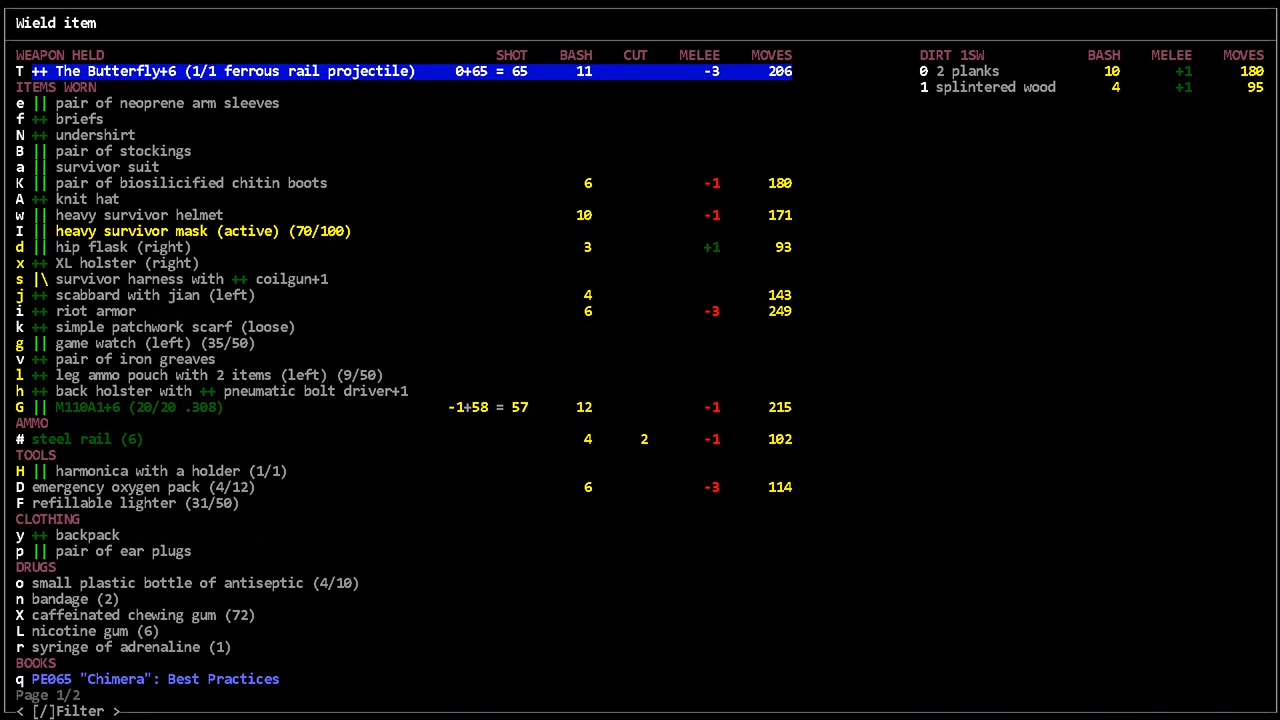 Wield item
WEAPON HELD SHOT BASH CUT MELEE MOVES DIRT 1SW BASH MELEE MOVES
T ++ The Butterfly+6 (1/1 ferrous rail projectile) 0+65 = 65 11 -3 206 0 2 planks 10 +1 180
ITEMS WORN 1 splintered wood 4 +1 95
e || pair of neoprene arm sleeves
f ++ briefs
N ++ undershirt
B || pair of stockings
a || survivor suit
K || pair of biosilicified chitin boots 6 -1 180
A ++ knit hat
w || heavy survivor helmet 10 -1 171
I || heavy survivor mask (active) (70/100)
d || hip flask (right) 3 +1 93
x ++ XL holster (right)
s |\ survivor harness with ++ coilgun+1
j ++ scabbard with jian (left) 4 143
i ++ riot armor 6 -3 249
k ++ simple patchwork scarf (loose)
g || game watch (left) (35/50)
v ++ pair of iron greaves
l ++ leg ammo pouch with 2 items (left) (9/50)
h ++ back holster with ++ pneumatic bolt driver+1
G || M110A1+6 (20/20 .308) -1+58 = 57 12 -1 215
AMMO
# steel rail (6) 4 2 -1 102
TOOLS
H || harmonica with a holder (1/1)
D emergency oxygen pack (4/12) 6 -3 114
F refillable lighter (31/50)
CLOTHING
y ++ backpack
p || pair of ear plugs
DRUGS
o small plastic bottle of antiseptic (4/10)
n bandage (2)
X caffeinated chewing gum (72)
L nicotine gum (6)
r syringe of adrenaline (1)
BOOKS
q PE065 "Chimera": Best Practices
Page 1/2
< [/]Filter >